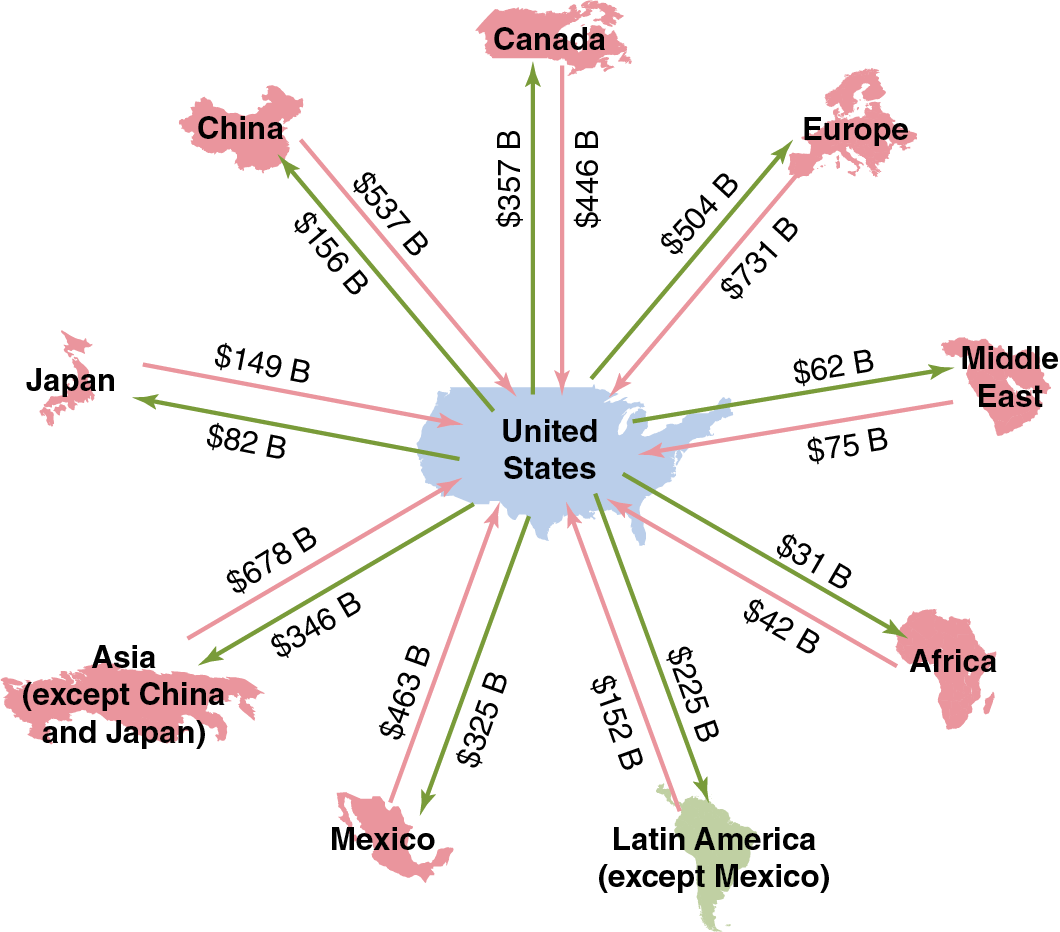 Canada
China
Europe
$357 B
$446 B
$537 B
$156 B
$504 B
$731 B
Japan
$149 B
$82 B
$62 B
$75 B
Middle
East
United
States
$678 B
$346 B
$31 B
$42 B
Asia
(except China
and Japan)
$463 B
$325 B
$152 B
$225 B
Africa
Mexico
Latin America
(except Mexico)